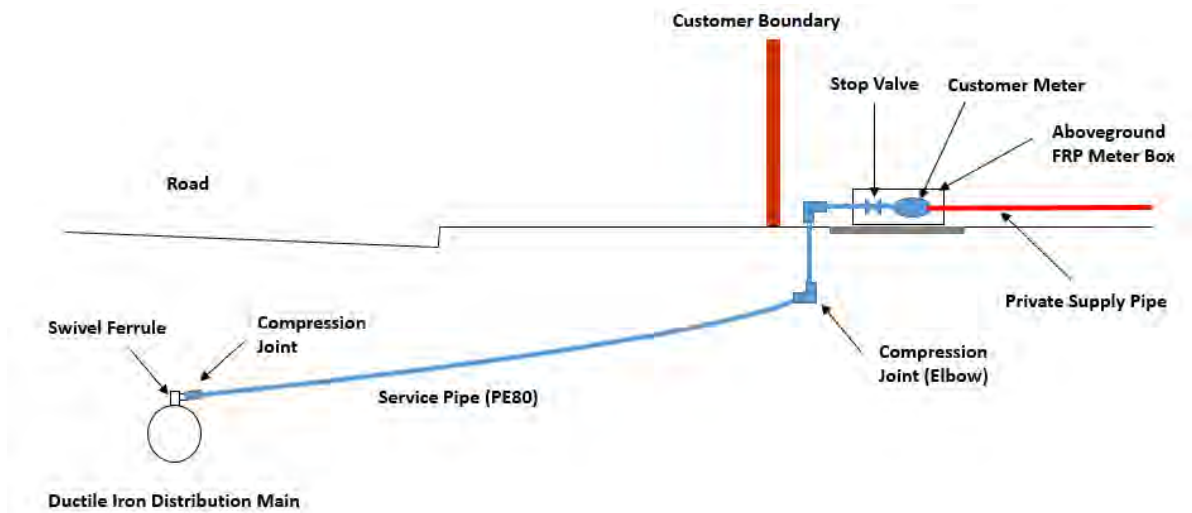 Customer Boundary
Stop Valve
Customer Meter
Aboveground
FRP Meter Box
Road
Private Supply Pipe
Swivel Ferrule
Compression
Joint
Compression
Joint (Elbow)
Service Pipe (PE80)
Ductile Iron Distribution Main